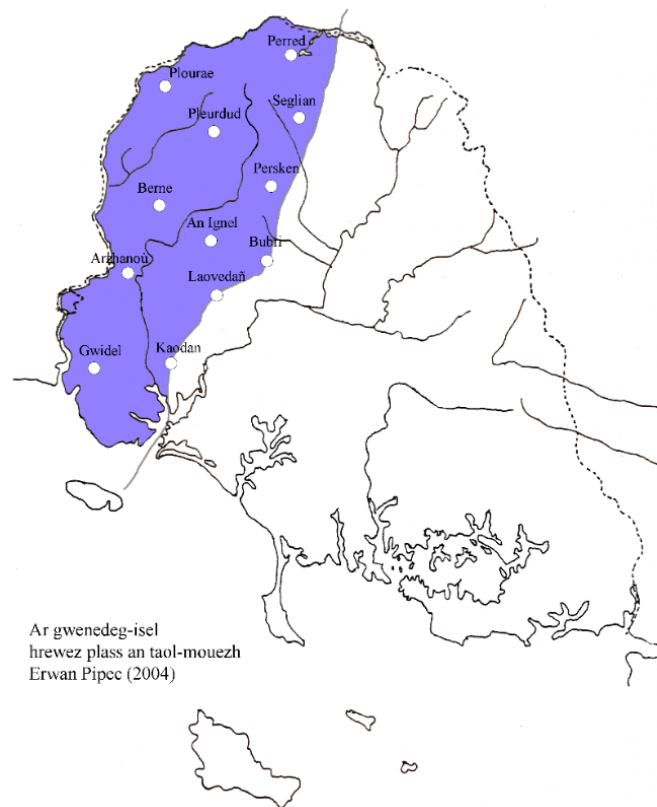 Perred
Plourae
Seglian
Pleurdud
Persken
Berne
An Ignel
Bubri
Arzhanoù
Laovedañ
Kaodan
Gwidel
Ar gwenedeg-isel
hrewez plass an taol-mouezh
Erwan Pipec (2004)